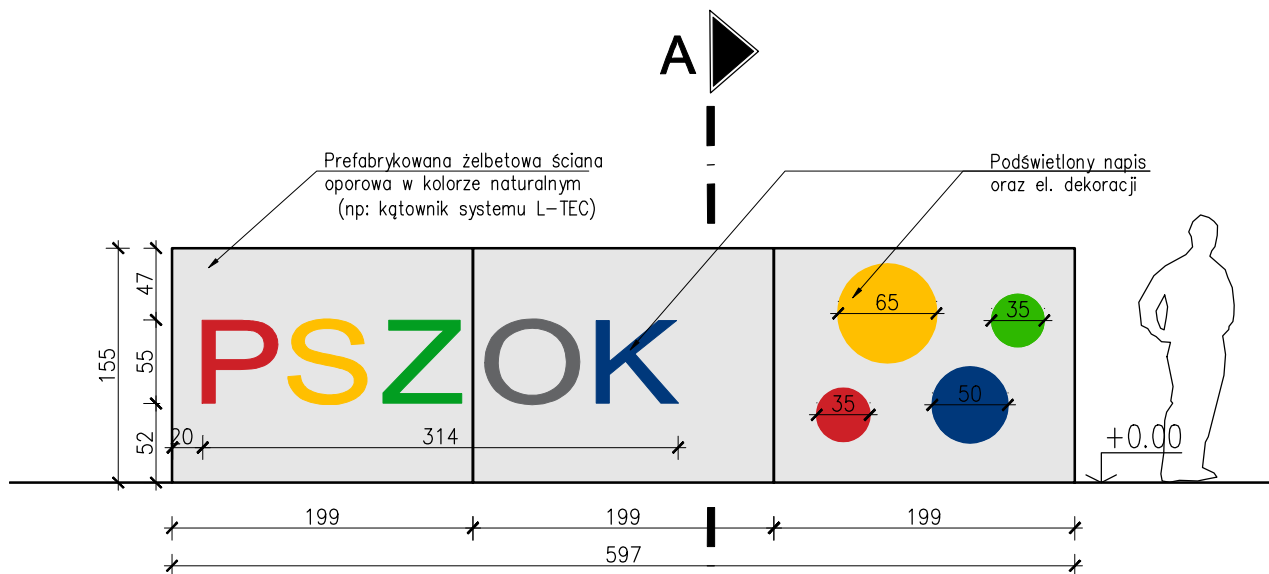 A
Prefabrykowana żelbetowa ściana
oporowa w kolorze naturalnym
(np: kątownik systemu L-TEC)
Podświetlony napis
oraz el. dekoracji
47
55
52
155
PSZOK
20
314
65
35
35
50
+0.00
199
199
199
597